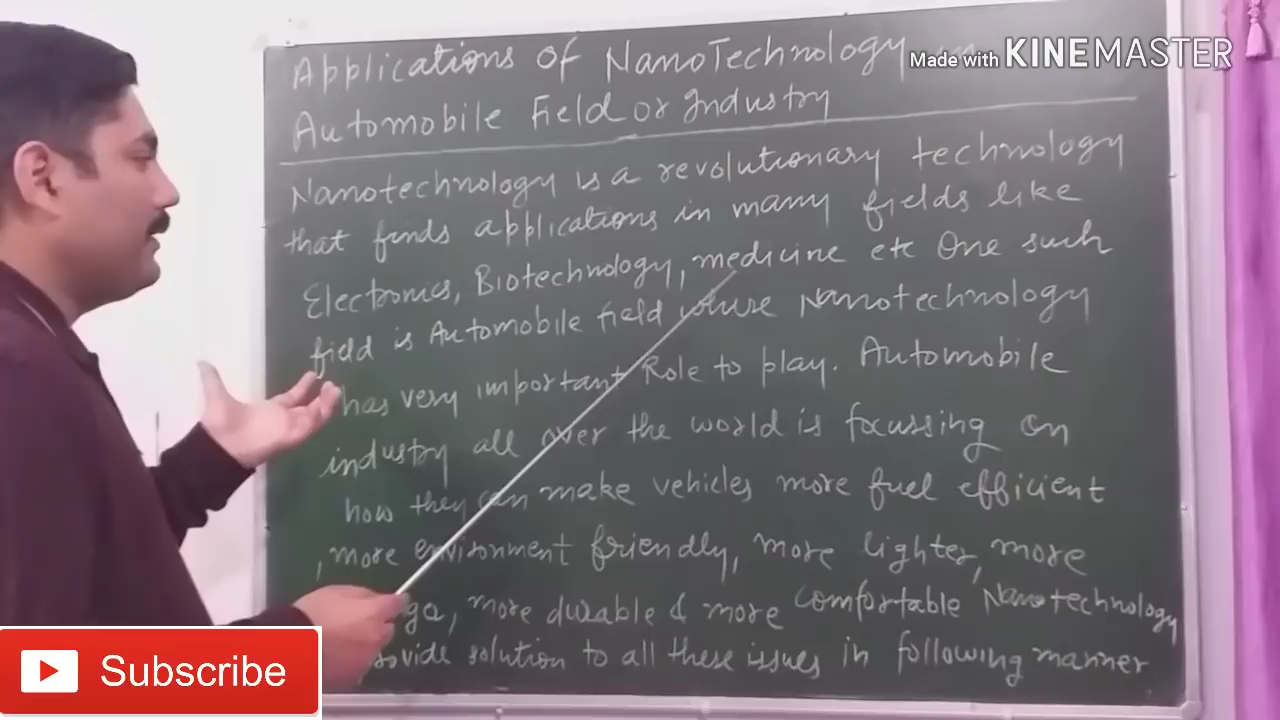 Applications of NanoTechnology in
Made with KINEMASTER
Automobile Field or Industry
Nanotechnology is a revolutionary technology
that finds applications in many fields like
Electronics, Biotechnology, medicine etc One such
field is Automobile field where Nanotechnology
has very important Role to play. Automobile
industry all over the world is focussing on
how they can make vehicles more fuel efficient
, more environment friendly, more lighter, more
more durable & more comfortable Nanotechnology
solution to all these issues in following manner
Subscribe